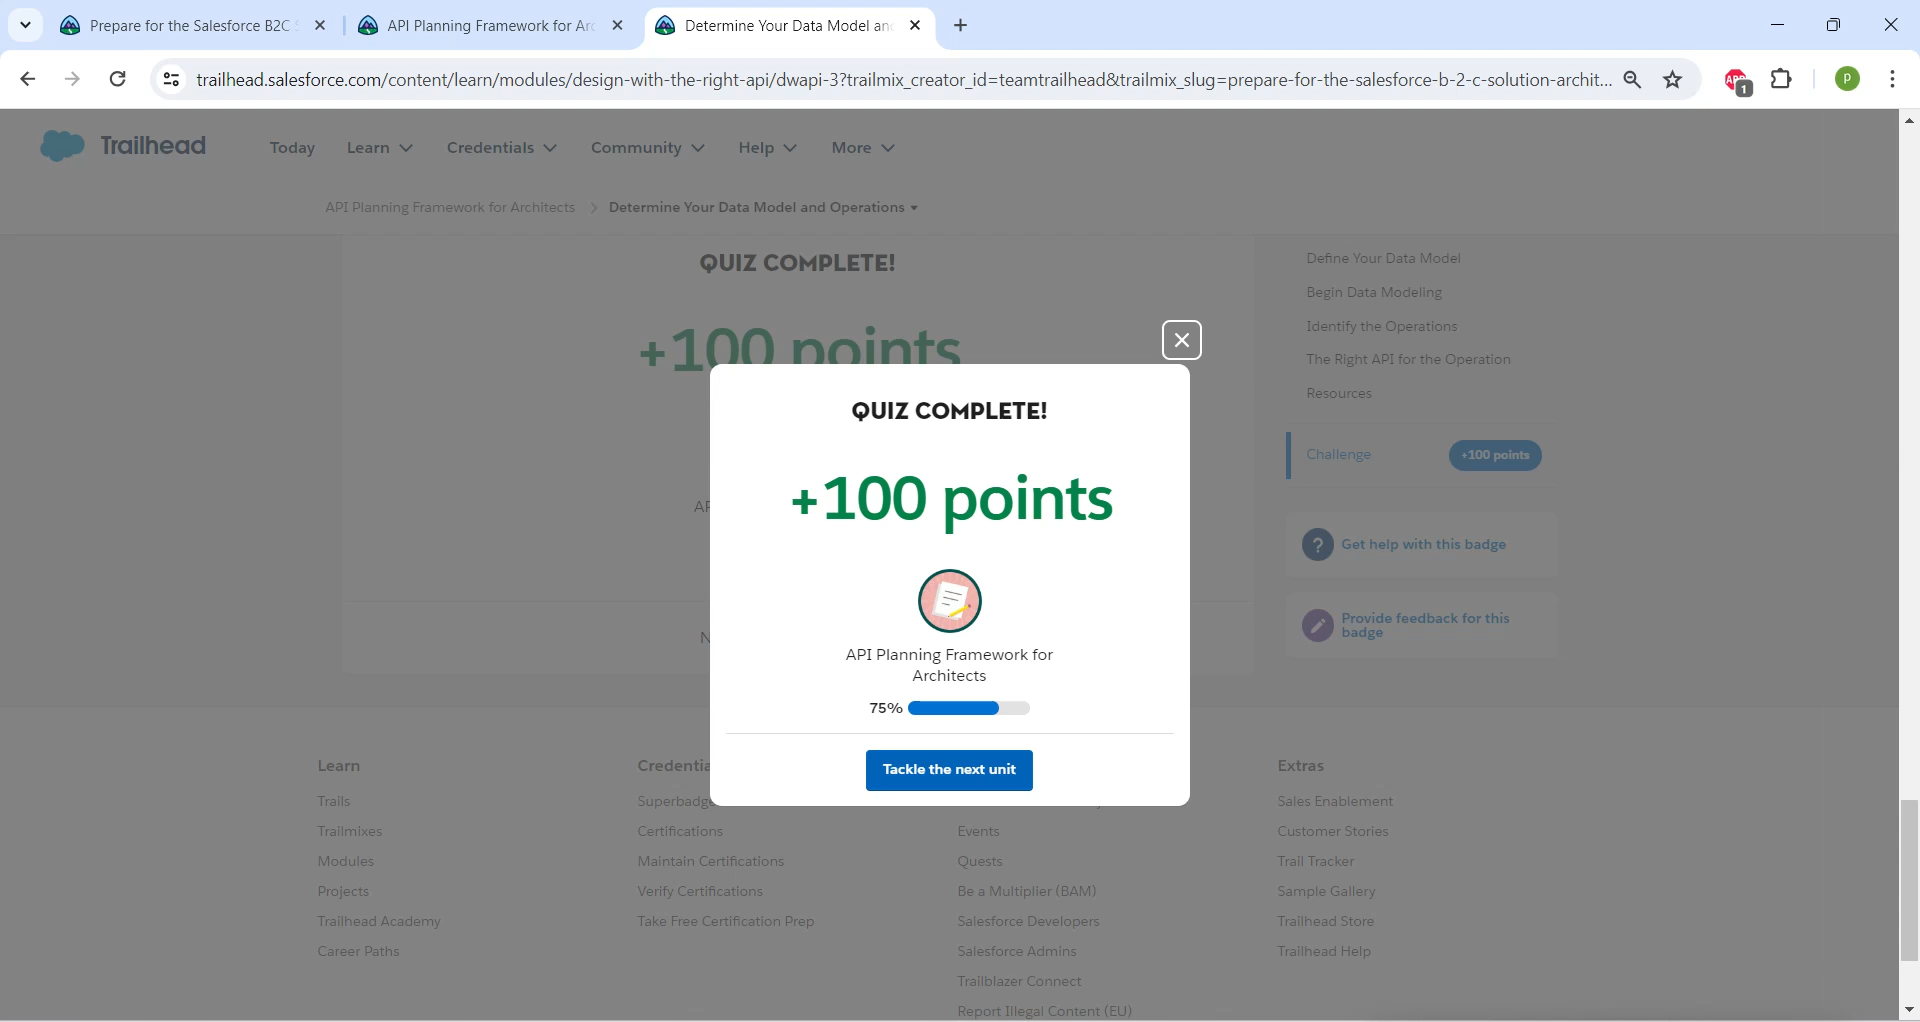 Prepare for the Salesforce B2C
API Planning Framework for Arc
Determine Your Data Model and
trailhead.salesforce.com/content/learn/modules/design-with-the-right-api/dwapi-3?trailmix_creator_id=teamtrailhead&trailmix_slug=prepare-for-the-salesforce-b-2-c-solution-archit...
ABP
1
P
Trailhead
Today
Learn
Credentials
Community
Help
More
API Planning Framework for Architects
Determine Your Data Model and Operations
QUIZ COMPLETE!
+100 points
AP
N
Define Your Data Model
Begin Data Modeling
Identify the Operations
The Right API for the Operation
Resources
Challenge
+100 points
? Get help with this badge
Provide feedback for this
badge
QUIZ COMPLETE!
+100 points
API Planning Framework for
Architects
75%
Tackle the next unit
Learn
Trails
Trailmixes
Modules
Projects
Trailhead Academy
Career Paths
Credentia
Superbadge
Certifications
Maintain Certifications
Verify Certifications
Take Free Certification Prep
Events
Quests
Be a Multiplier (BAM)
Salesforce Developers
Salesforce Admins
Trailblazer Connect
Report Illegal Content (EU)
Extras
Sales Enablement
Customer Stories
Trail Tracker
Sample Gallery
Trailhead Store
Trailhead Help